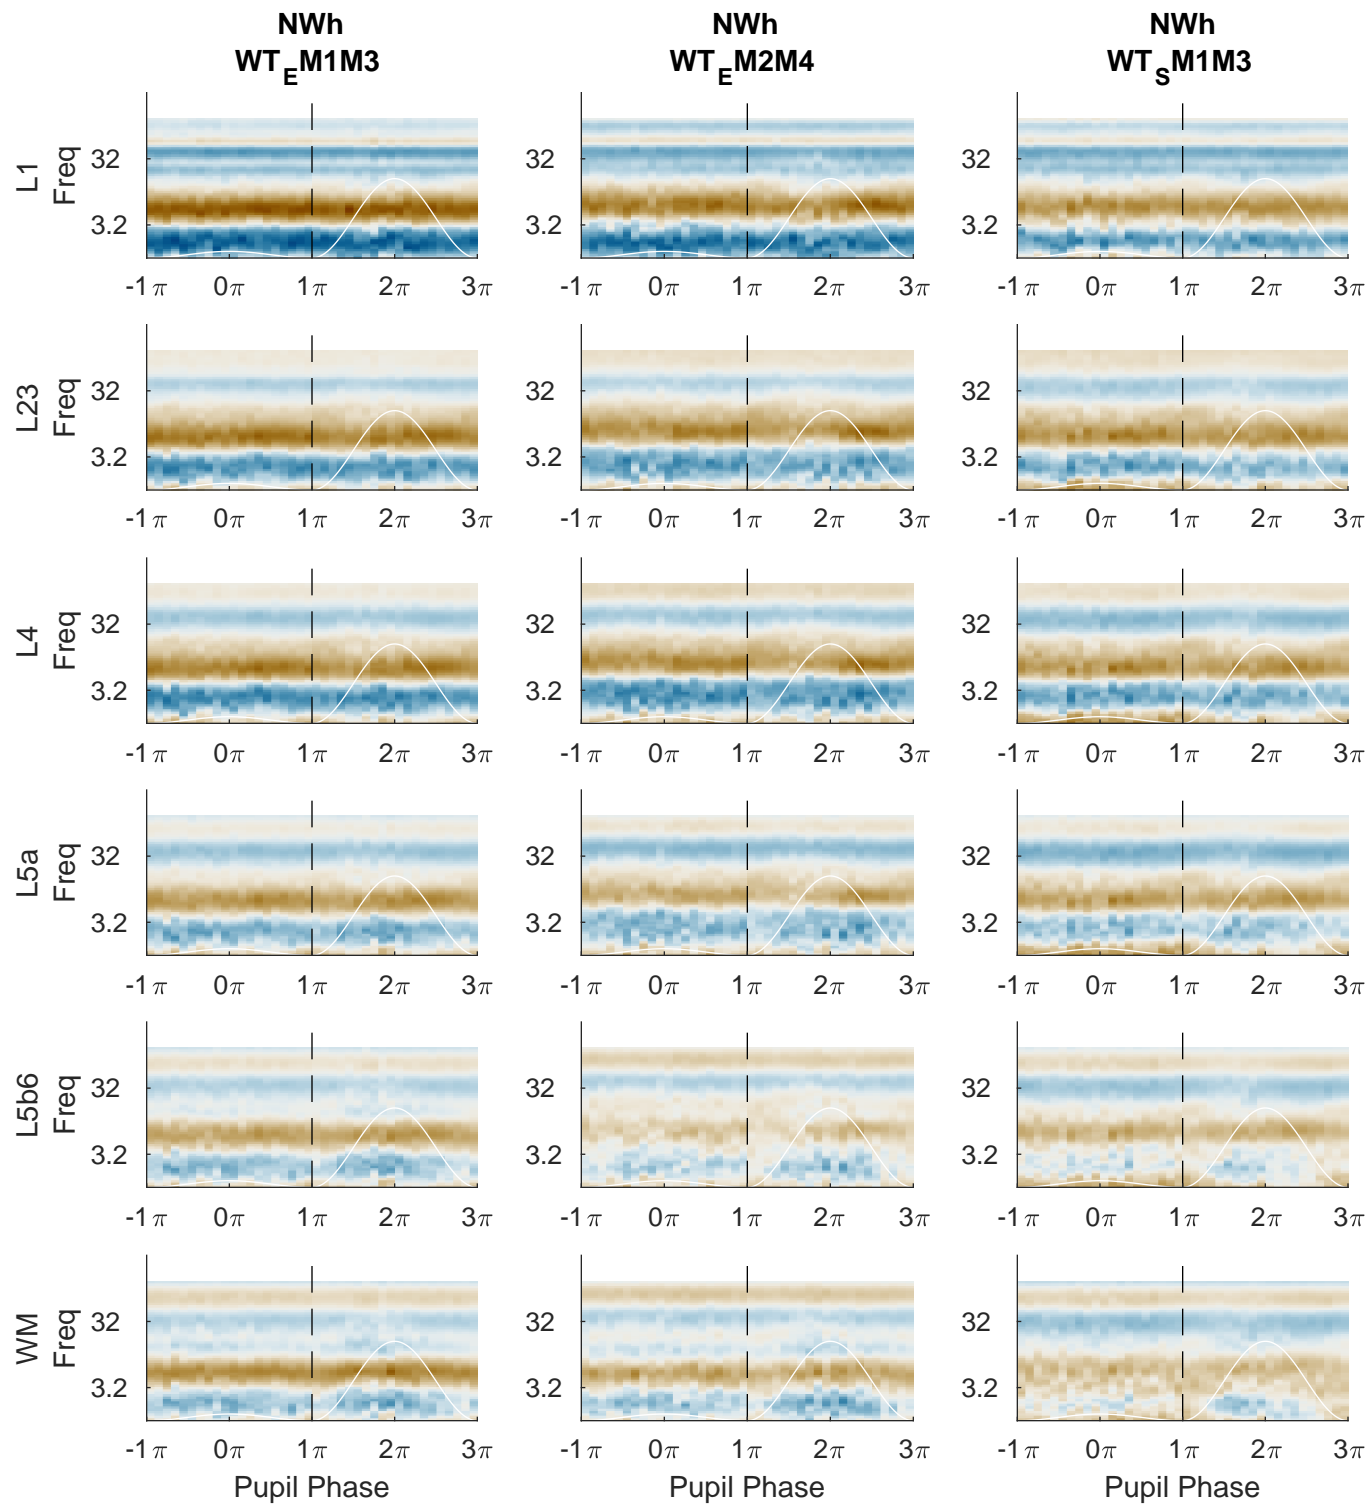 NWh NWh NWh
WT_EM1M3 WT_EM2M4 WT_SM1M3
L1
Freq
32 32 32
3.2 3.2 3.2
-1π 0π 1π 2π 3π -1π 0π 1π 2π 3π -1π 0π 1π 2π 3π
L23
Freq
32 32 32
3.2 3.2 3.2
-1π 0π 1π 2π 3π -1π 0π 1π 2π 3π -1π 0π 1π 2π 3π
L4
Freq
32 32 32
3.2 3.2 3.2
-1π 0π 1π 2π 3π -1π 0π 1π 2π 3π -1π 0π 1π 2π 3π
L5a
Freq
32 32 32
3.2 3.2 3.2
-1π 0π 1π 2π 3π -1π 0π 1π 2π 3π -1π 0π 1π 2π 3π
L5b6
Freq
32 32 32
3.2 3.2 3.2
-1π 0π 1π 2π 3π -1π 0π 1π 2π 3π -1π 0π 1π 2π 3π
WM
Freq
32 32 32
3.2 3.2 3.2
-1π 0π 1π 2π 3π -1π 0π 1π 2π 3π -1π 0π 1π 2π 3π
Pupil Phase Pupil Phase Pupil Phase